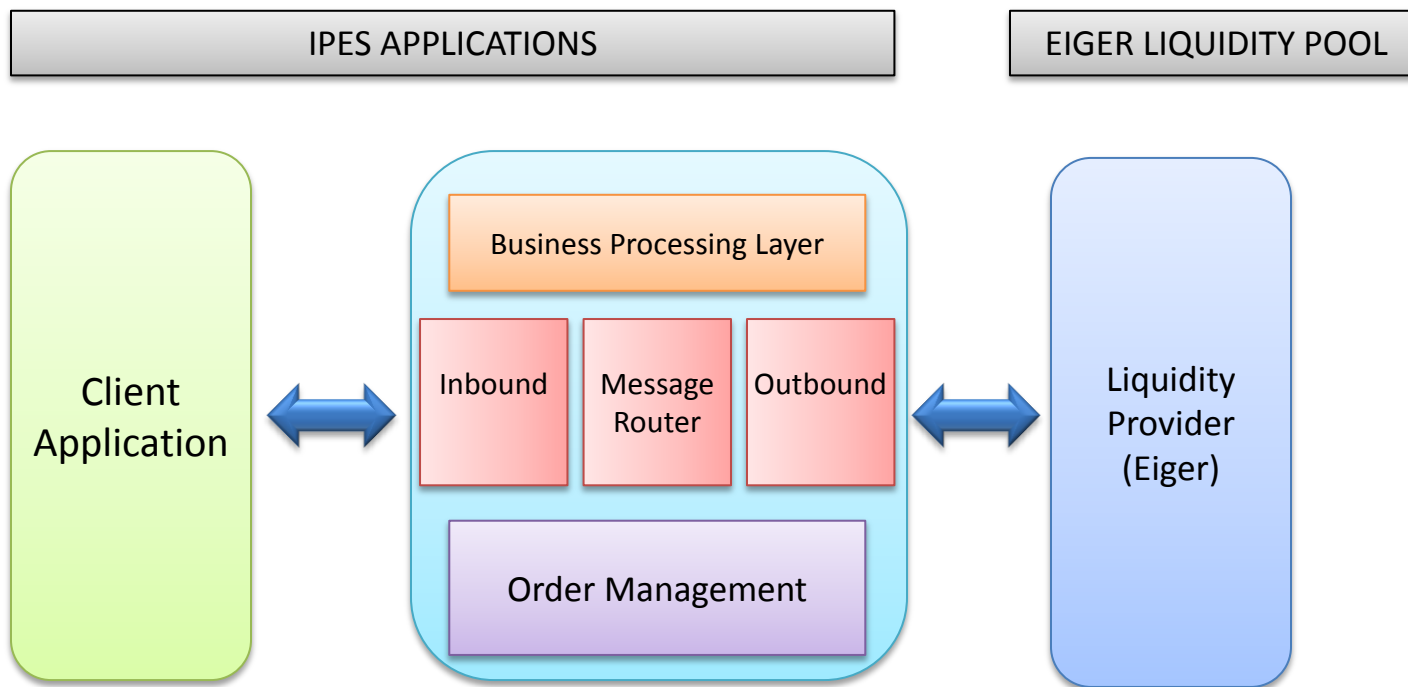 IPES APPLICATIONS
EIGER LIQUIDITY POOL
Client
Application
Business Processing Layer
Inbound
Message
Router
Outbound
Order Management
Liquidity
Provider
(Eiger)